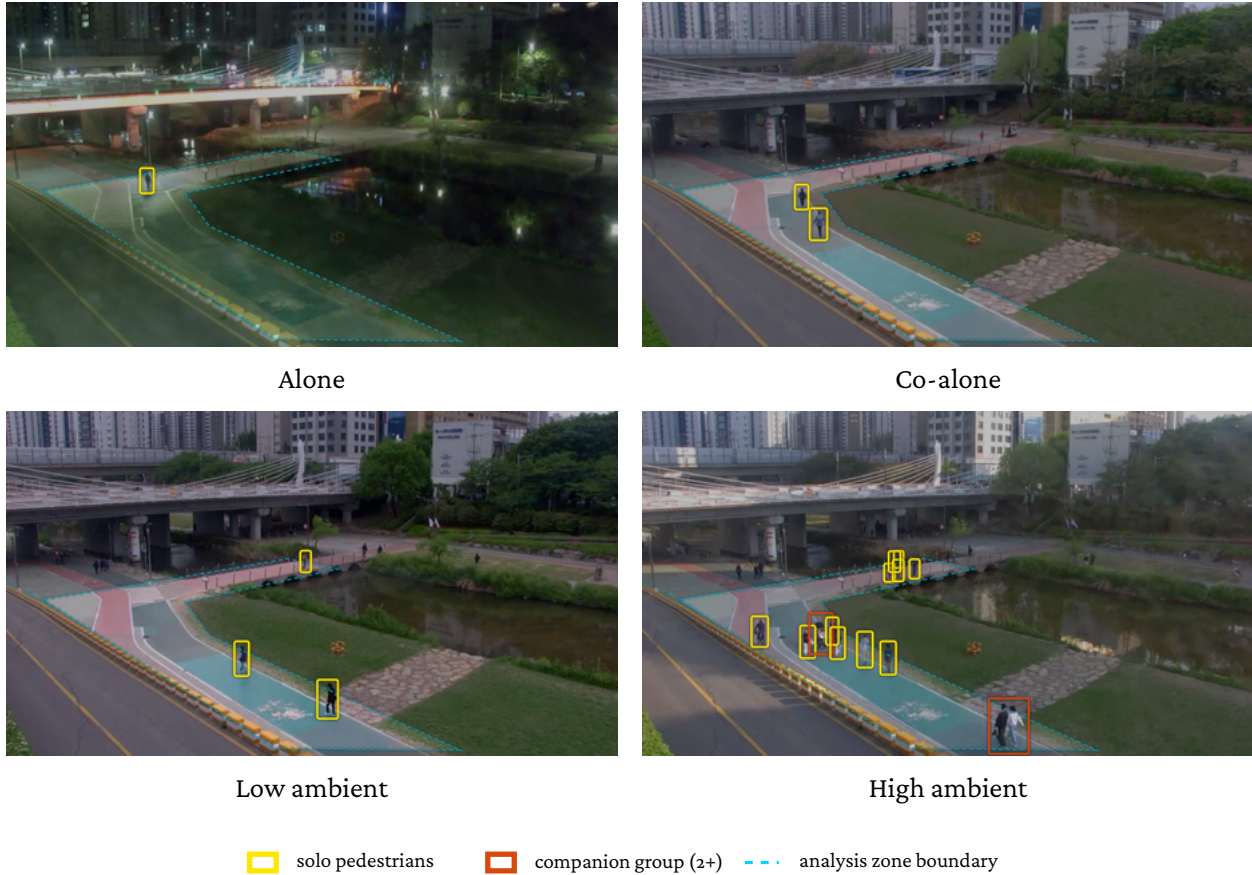 Alone
Co-alone
Low ambient
High ambient
solo pedestrians
companion group (2+)
analysis zone boundary